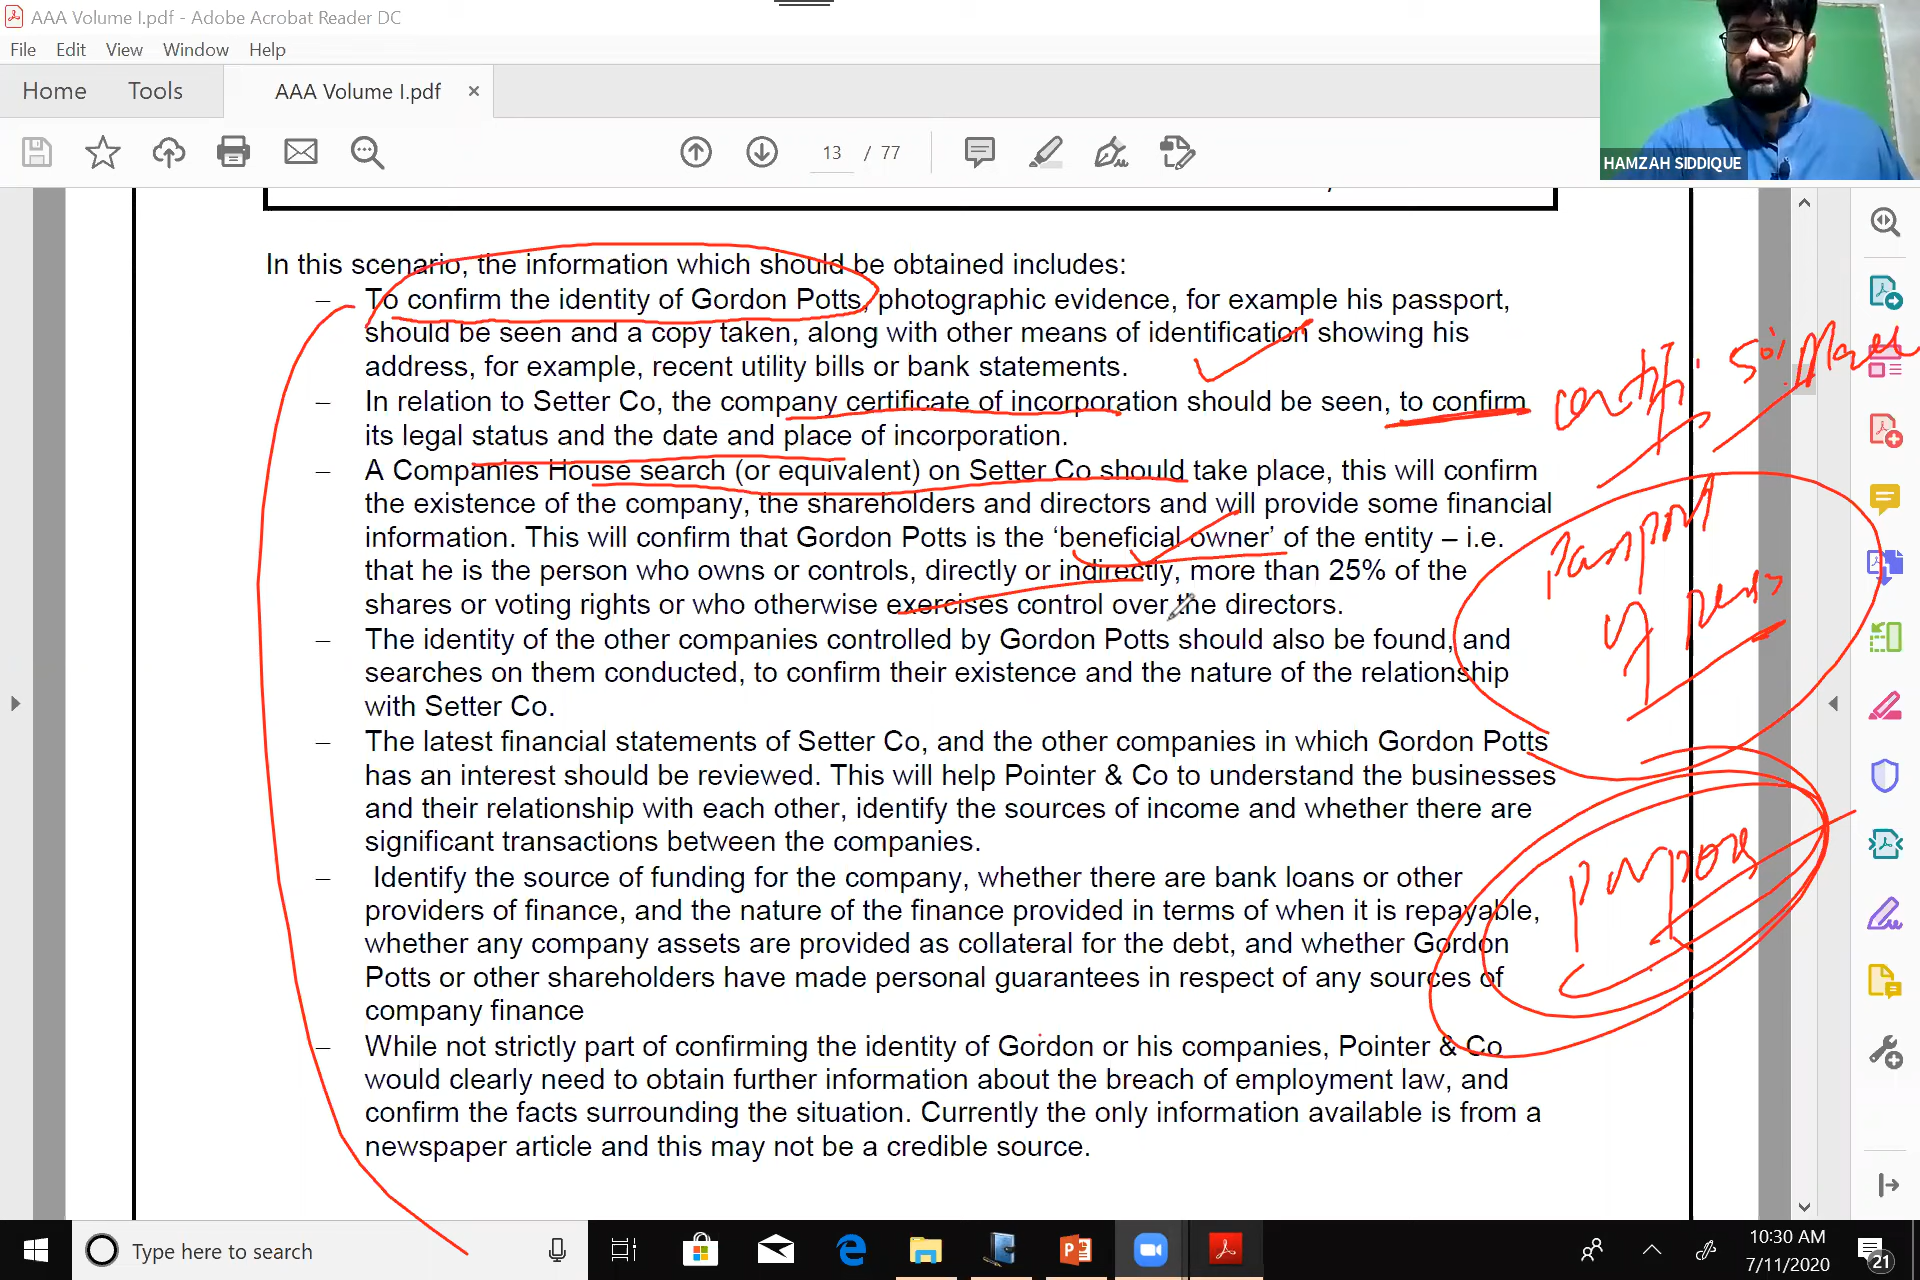 AAA Volume I.pdf - Adobe Acrobat Reader DC
File Edit View Window Help
Home Tools AAA Volume I.pdf ×
13 / 77
HAMZAH SIDDIQUE
In this scenario, the information which should be obtained includes:
– To confirm the identity of Gordon Potts, photographic evidence, for example his passport,
should be seen and a copy taken, along with other means of identification showing his
address, for example, recent utility bills or bank statements.
– In relation to Setter Co, the company certificate of incorporation should be seen, to confirm
its legal status and the date and place of incorporation.
– A Companies House search (or equivalent) on Setter Co should take place, this will confirm
the existence of the company, the shareholders and directors and will provide some financial
information. This will confirm that Gordon Potts is the ‘beneficial owner’ of the entity – i.e.
that he is the person who owns or controls, directly or indirectly, more than 25% of the
shares or voting rights or who otherwise exercises control over the directors.
– The identity of the other companies controlled by Gordon Potts should also be found, and
searches on them conducted, to confirm their existence and the nature of the relationship
with Setter Co.
– The latest financial statements of Setter Co, and the other companies in which Gordon Potts
has an interest should be reviewed. This will help Pointer & Co to understand the businesses
and their relationship with each other, identify the sources of income and whether there are
significant transactions between the companies.
– Identify the source of funding for the company, whether there are bank loans or other
providers of finance, and the nature of the finance provided in terms of when it is repayable,
whether any company assets are provided as collateral for the debt, and whether Gordon
Potts or other shareholders have made personal guarantees in respect of any sources of
company finance
– While not strictly part of confirming the identity of Gordon or his companies, Pointer & Co
would clearly need to obtain further information about the breach of employment law, and
confirm the facts surrounding the situation. Currently the only information available is from a
newspaper article and this may not be a credible source.
Passport
Purpose
Type here to search
10:30 AM
7/11/2020
21